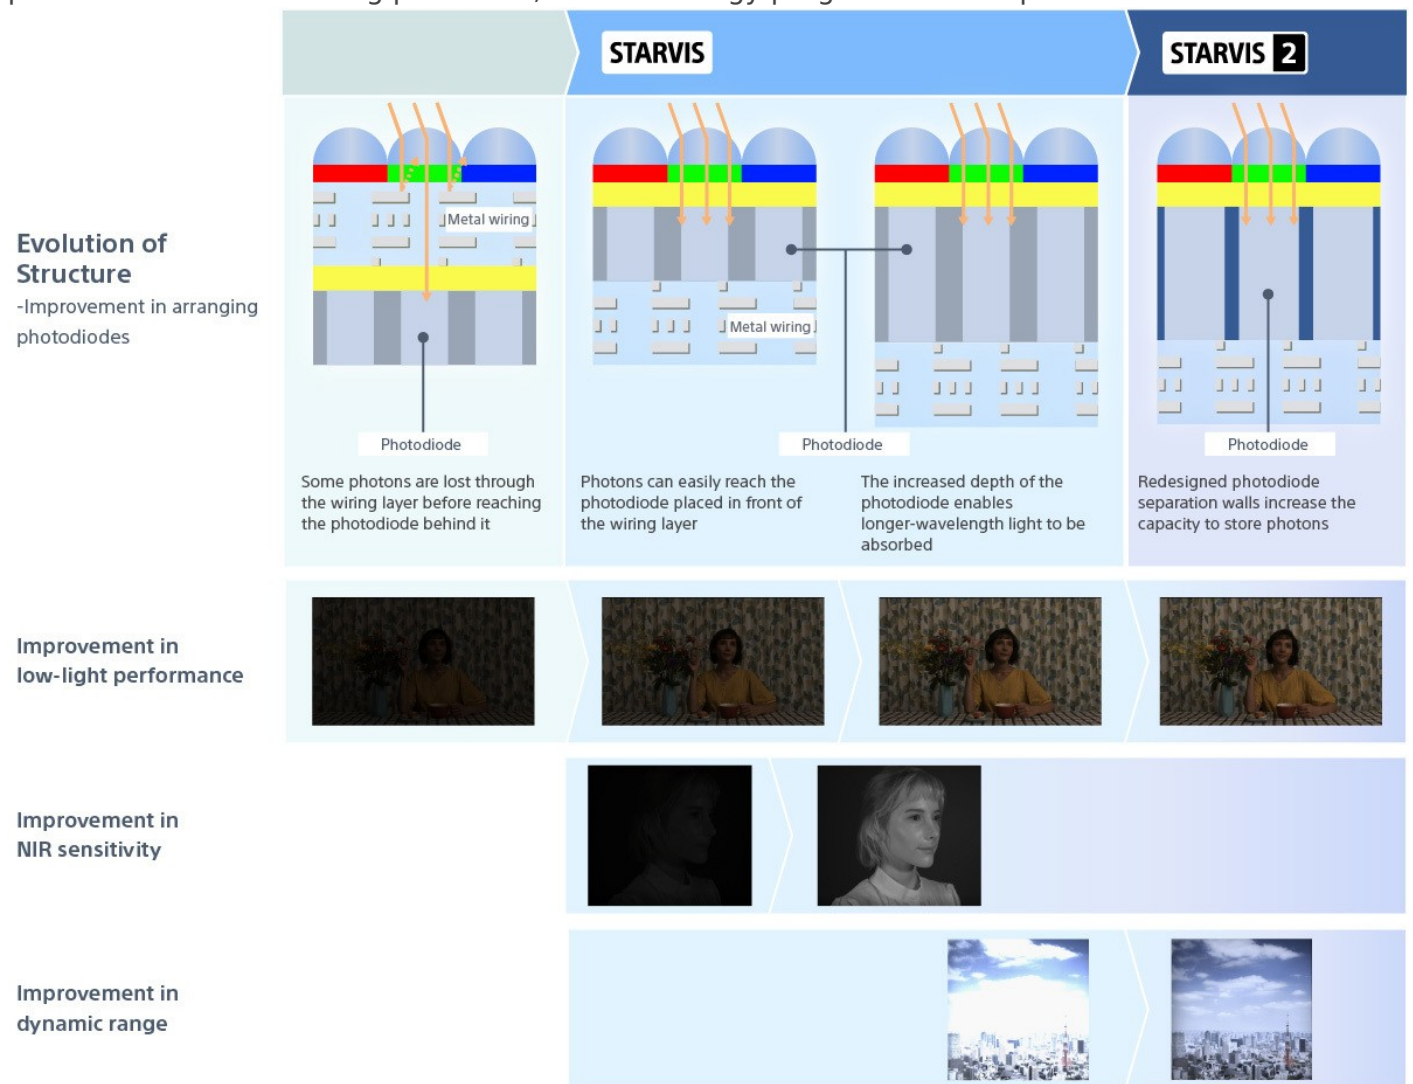 STARVIS
STARVIS 2
Evolution of
Structure
-Improvement in arranging
photodiodes
Metal wiring
Metal wiring
Photodiode
Photodiode
Photodiode
Some photons are lost through
the wiring layer before reaching
the photodiode behind it
Photons can easily reach the
photodiode placed in front of
the wiring layer
The increased depth of the
photodiode enables
longer-wavelength light to be
absorbed
Redesigned photodiode
separation walls increase the
capacity to store photons
Improvement in
low-light performance
Improvement in
NIR sensitivity
Improvement in
dynamic range